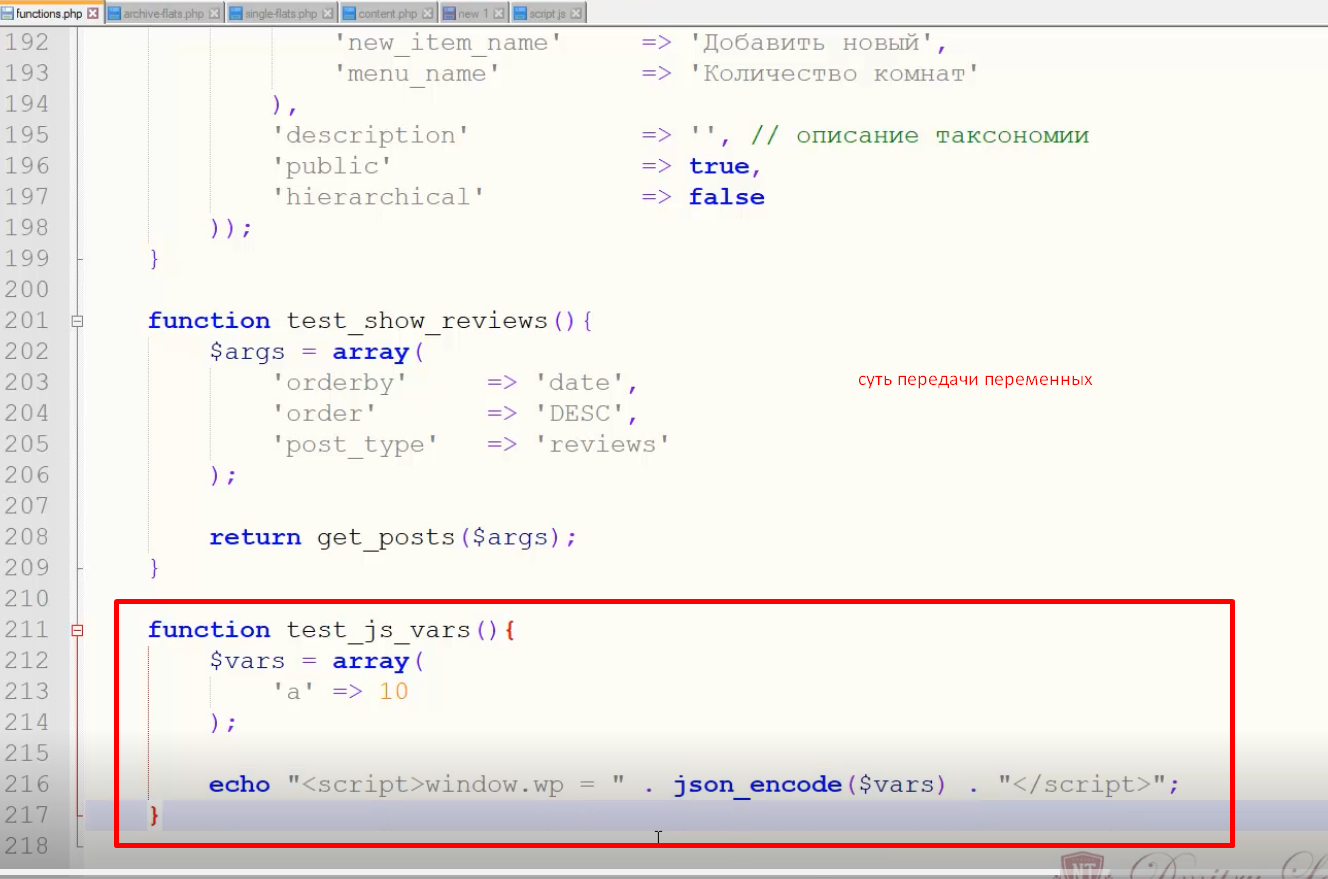 functions.php archive-flats.php single-flats.php content.php new 1 script.js
192 'new_item_name' => 'Добавить новый',
193 'menu_name' => 'Количество комнат'
194 ),
195 'description' => '', // описание таксономии
196 'public' => true,
197 'hierarchical' => false
198 ));
199 }
200
201 function test_show_reviews(){
202 $args = array(
203 'orderby' => 'date',
суть передачи переменных
204 'order' => 'DESC',
205 'post_type' => 'reviews'
206 );
207
208 return get_posts($args);
209 }
210
211 function test_js_vars(){
212 $vars = array(
213 'a' => 10
214 );
215
216 echo "<script>window.wp = " . json_encode($vars) . "</script>";
217 }
218
NT